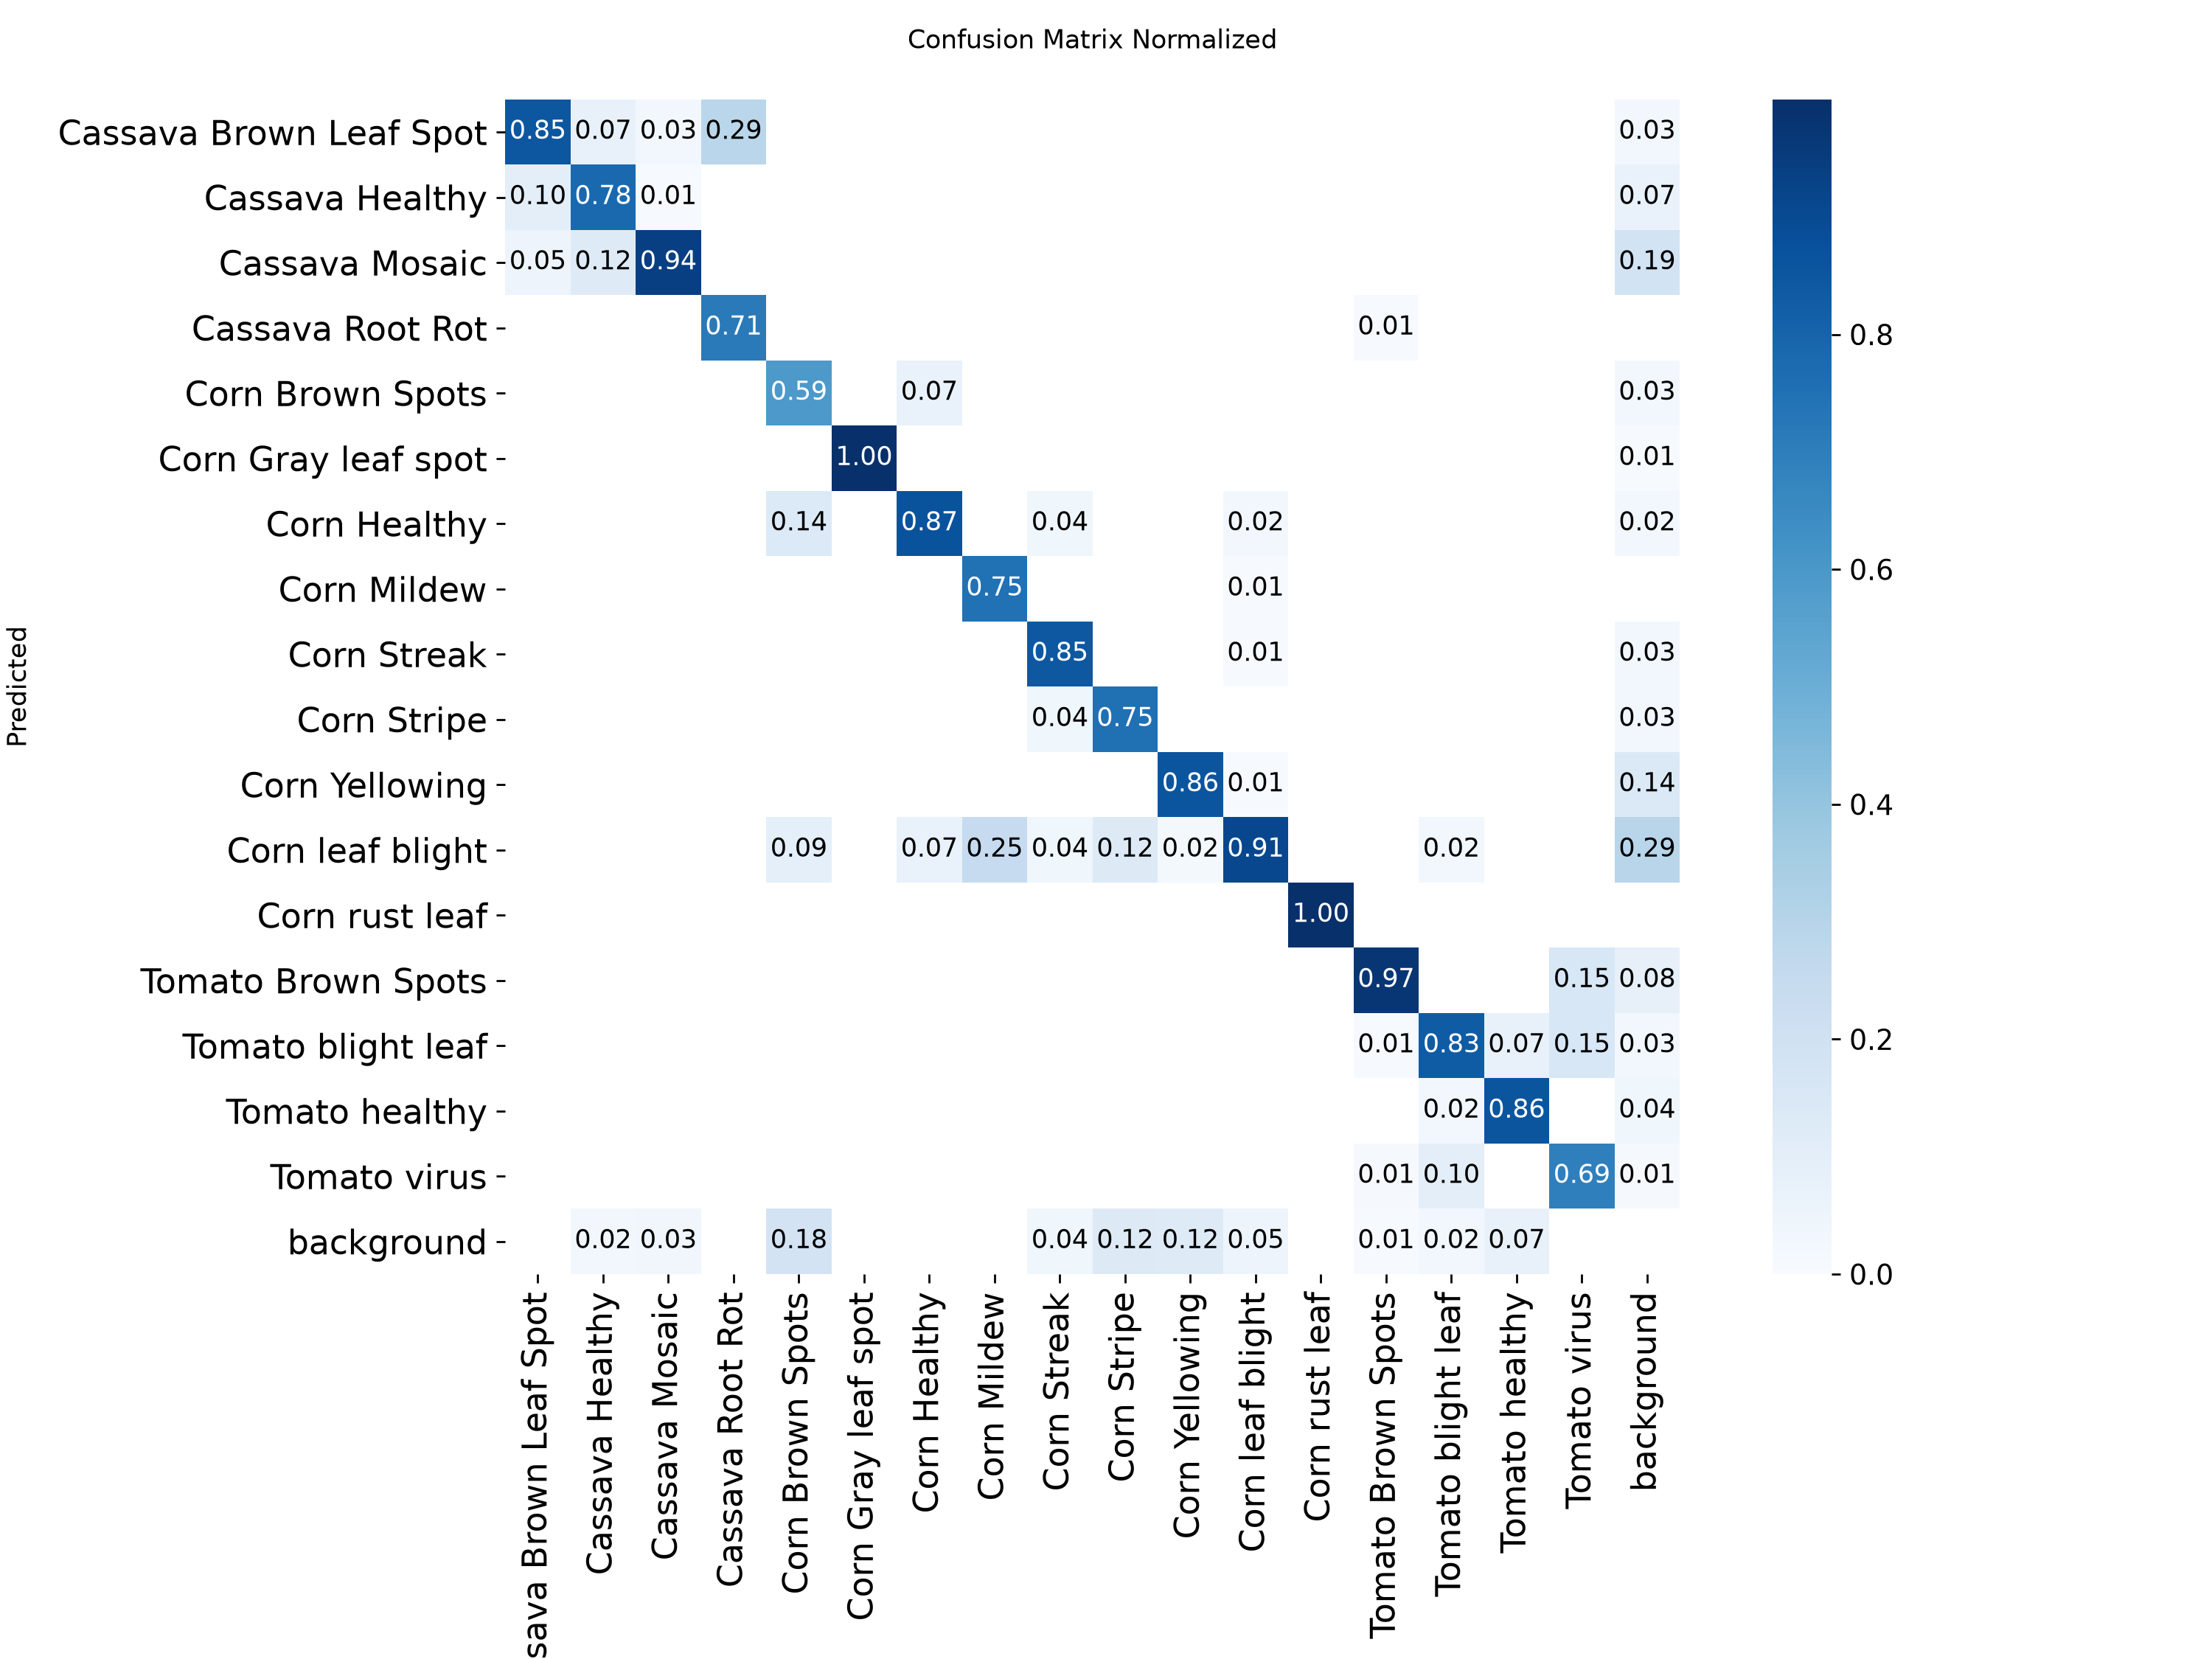 Confusion Matrix Normalized
Predicted
Cassava Brown Leaf Spot 0.85 0.07 0.03 0.29 0.03
Cassava Healthy 0.10 0.78 0.01 0.07
Cassava Mosaic 0.05 0.12 0.94 0.19
Cassava Root Rot 0.71 0.01
Corn Brown Spots 0.59 0.07 0.03
Corn Gray leaf spot 1.00 0.01
Corn Healthy 0.14 0.87 0.04 0.02 0.02
Corn Mildew 0.75 0.01
Corn Streak 0.85 0.01 0.03
Corn Stripe 0.04 0.75 0.03
Corn Yellowing 0.86 0.01 0.14
Corn leaf blight 0.09 0.07 0.25 0.04 0.12 0.02 0.91 0.02 0.29
Corn rust leaf 1.00
Tomato Brown Spots 0.97 0.15 0.08
Tomato blight leaf 0.01 0.83 0.07 0.15 0.03
Tomato healthy 0.02 0.86 0.04
Tomato virus 0.01 0.10 0.69 0.01
background 0.02 0.03 0.18 0.04 0.12 0.12 0.05 0.01 0.02 0.07
sava Brown Leaf Spot
Cassava Healthy
Cassava Mosaic
Cassava Root Rot
Corn Brown Spots
Corn Gray leaf spot
Corn Healthy
Corn Mildew
Corn Streak
Corn Stripe
Corn Yellowing
Corn leaf blight
Corn rust leaf
Tomato Brown Spots
Tomato blight leaf
Tomato healthy
Tomato virus
background
0.8
0.6
0.4
0.2
0.0